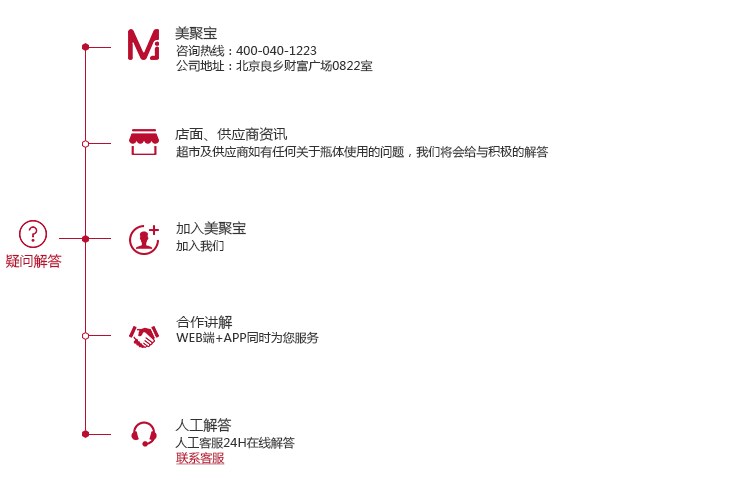 美聚宝
咨询热线：400-040-1223
公司地址：北京良乡财富广场0822室
店面、供应商资讯
超市及供应商如有任何关于瓶体使用的问题，我们将会给与积极的解答
加入美聚宝
加入我们
疑问解答
合作讲解
WEB端+APP同时为您服务
人工解答
人工客服24H在线解答
联系客服